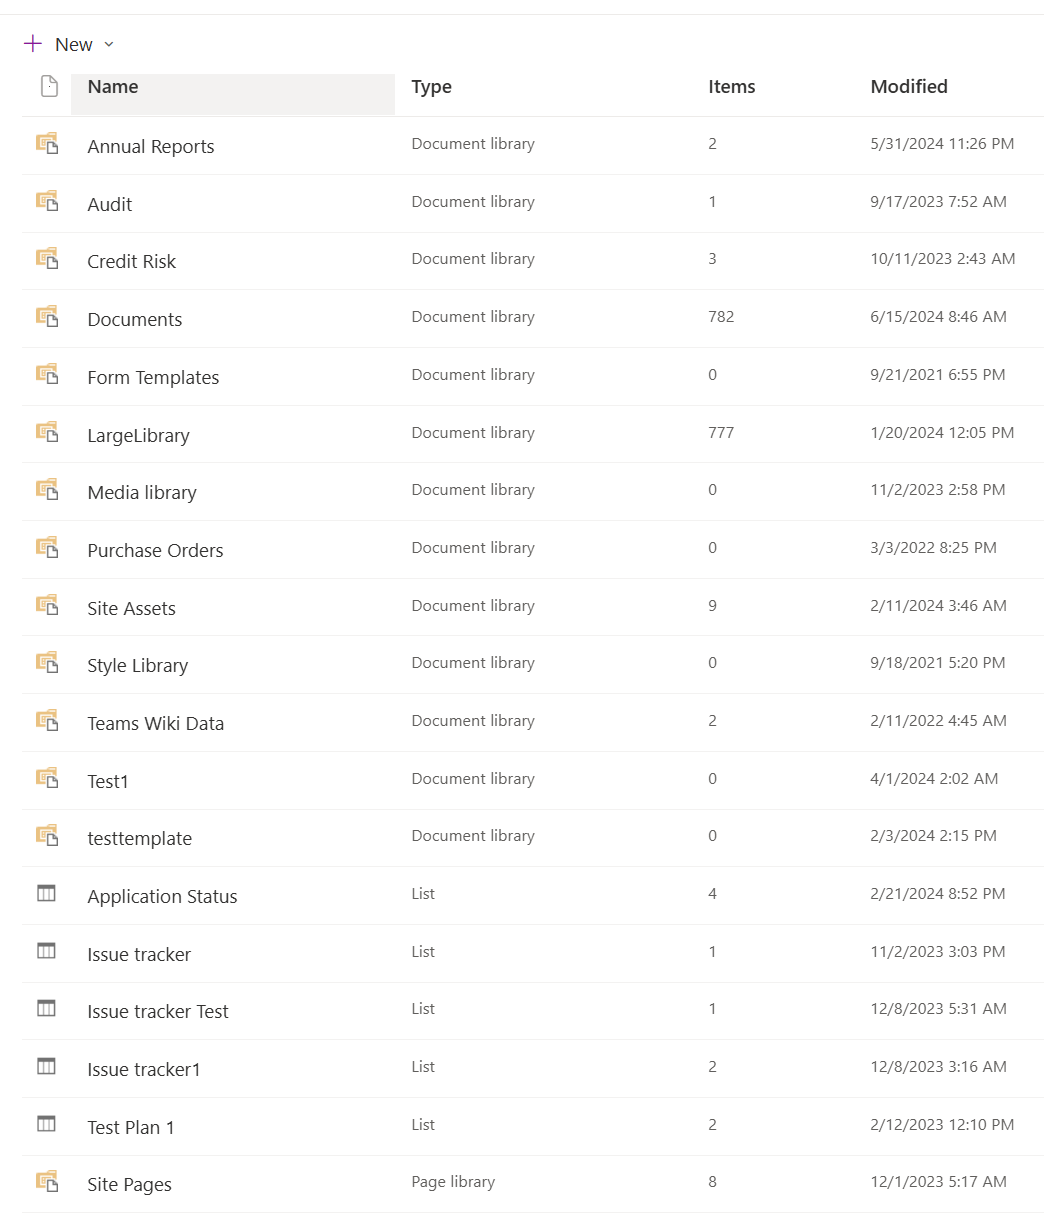 New
Name Type Items Modified
Annual Reports Document library 2 5/31/2024 11:26 PM
Audit Document library 1 9/17/2023 7:52 AM
Credit Risk Document library 3 10/11/2023 2:43 AM
Documents Document library 782 6/15/2024 8:46 AM
Form Templates Document library 0 9/21/2021 6:55 PM
LargeLibrary Document library 777 1/20/2024 12:05 PM
Media library Document library 0 11/2/2023 2:58 PM
Purchase Orders Document library 0 3/3/2022 8:25 PM
Site Assets Document library 9 2/11/2024 3:46 AM
Style Library Document library 0 9/18/2021 5:20 PM
Teams Wiki Data Document library 2 2/11/2022 4:45 AM
Test1 Document library 0 4/1/2024 2:02 AM
testtemplate Document library 0 2/3/2024 2:15 PM
Application Status List 4 2/21/2024 8:52 PM
Issue tracker List 1 11/2/2023 3:03 PM
Issue tracker Test List 1 12/8/2023 5:31 AM
Issue tracker1 List 2 12/8/2023 3:16 AM
Test Plan 1 List 2 2/12/2023 12:10 PM
Site Pages Page library 8 12/1/2023 5:17 AM